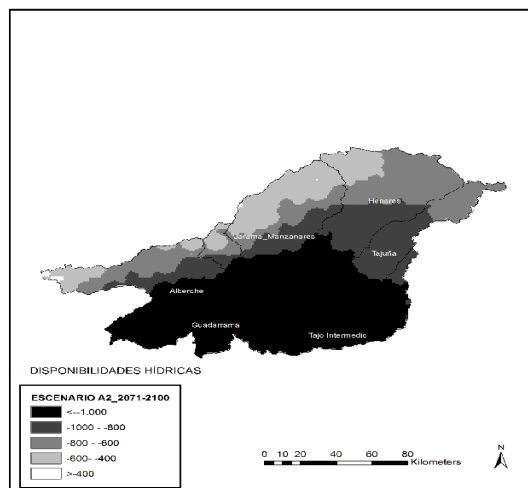 Henares
Jarama_Manzanares
Tajuña
Alberche
Guadarrama
Tajo Intermedio
DISPONIBILIDADES HÍDRICAS
ESCENARIO A2_2071-2100
<--1.000
-1000 - -800
-800 - -600
-600- -400
>-400
N
0 5 10 20 40 60 80
Kilometers